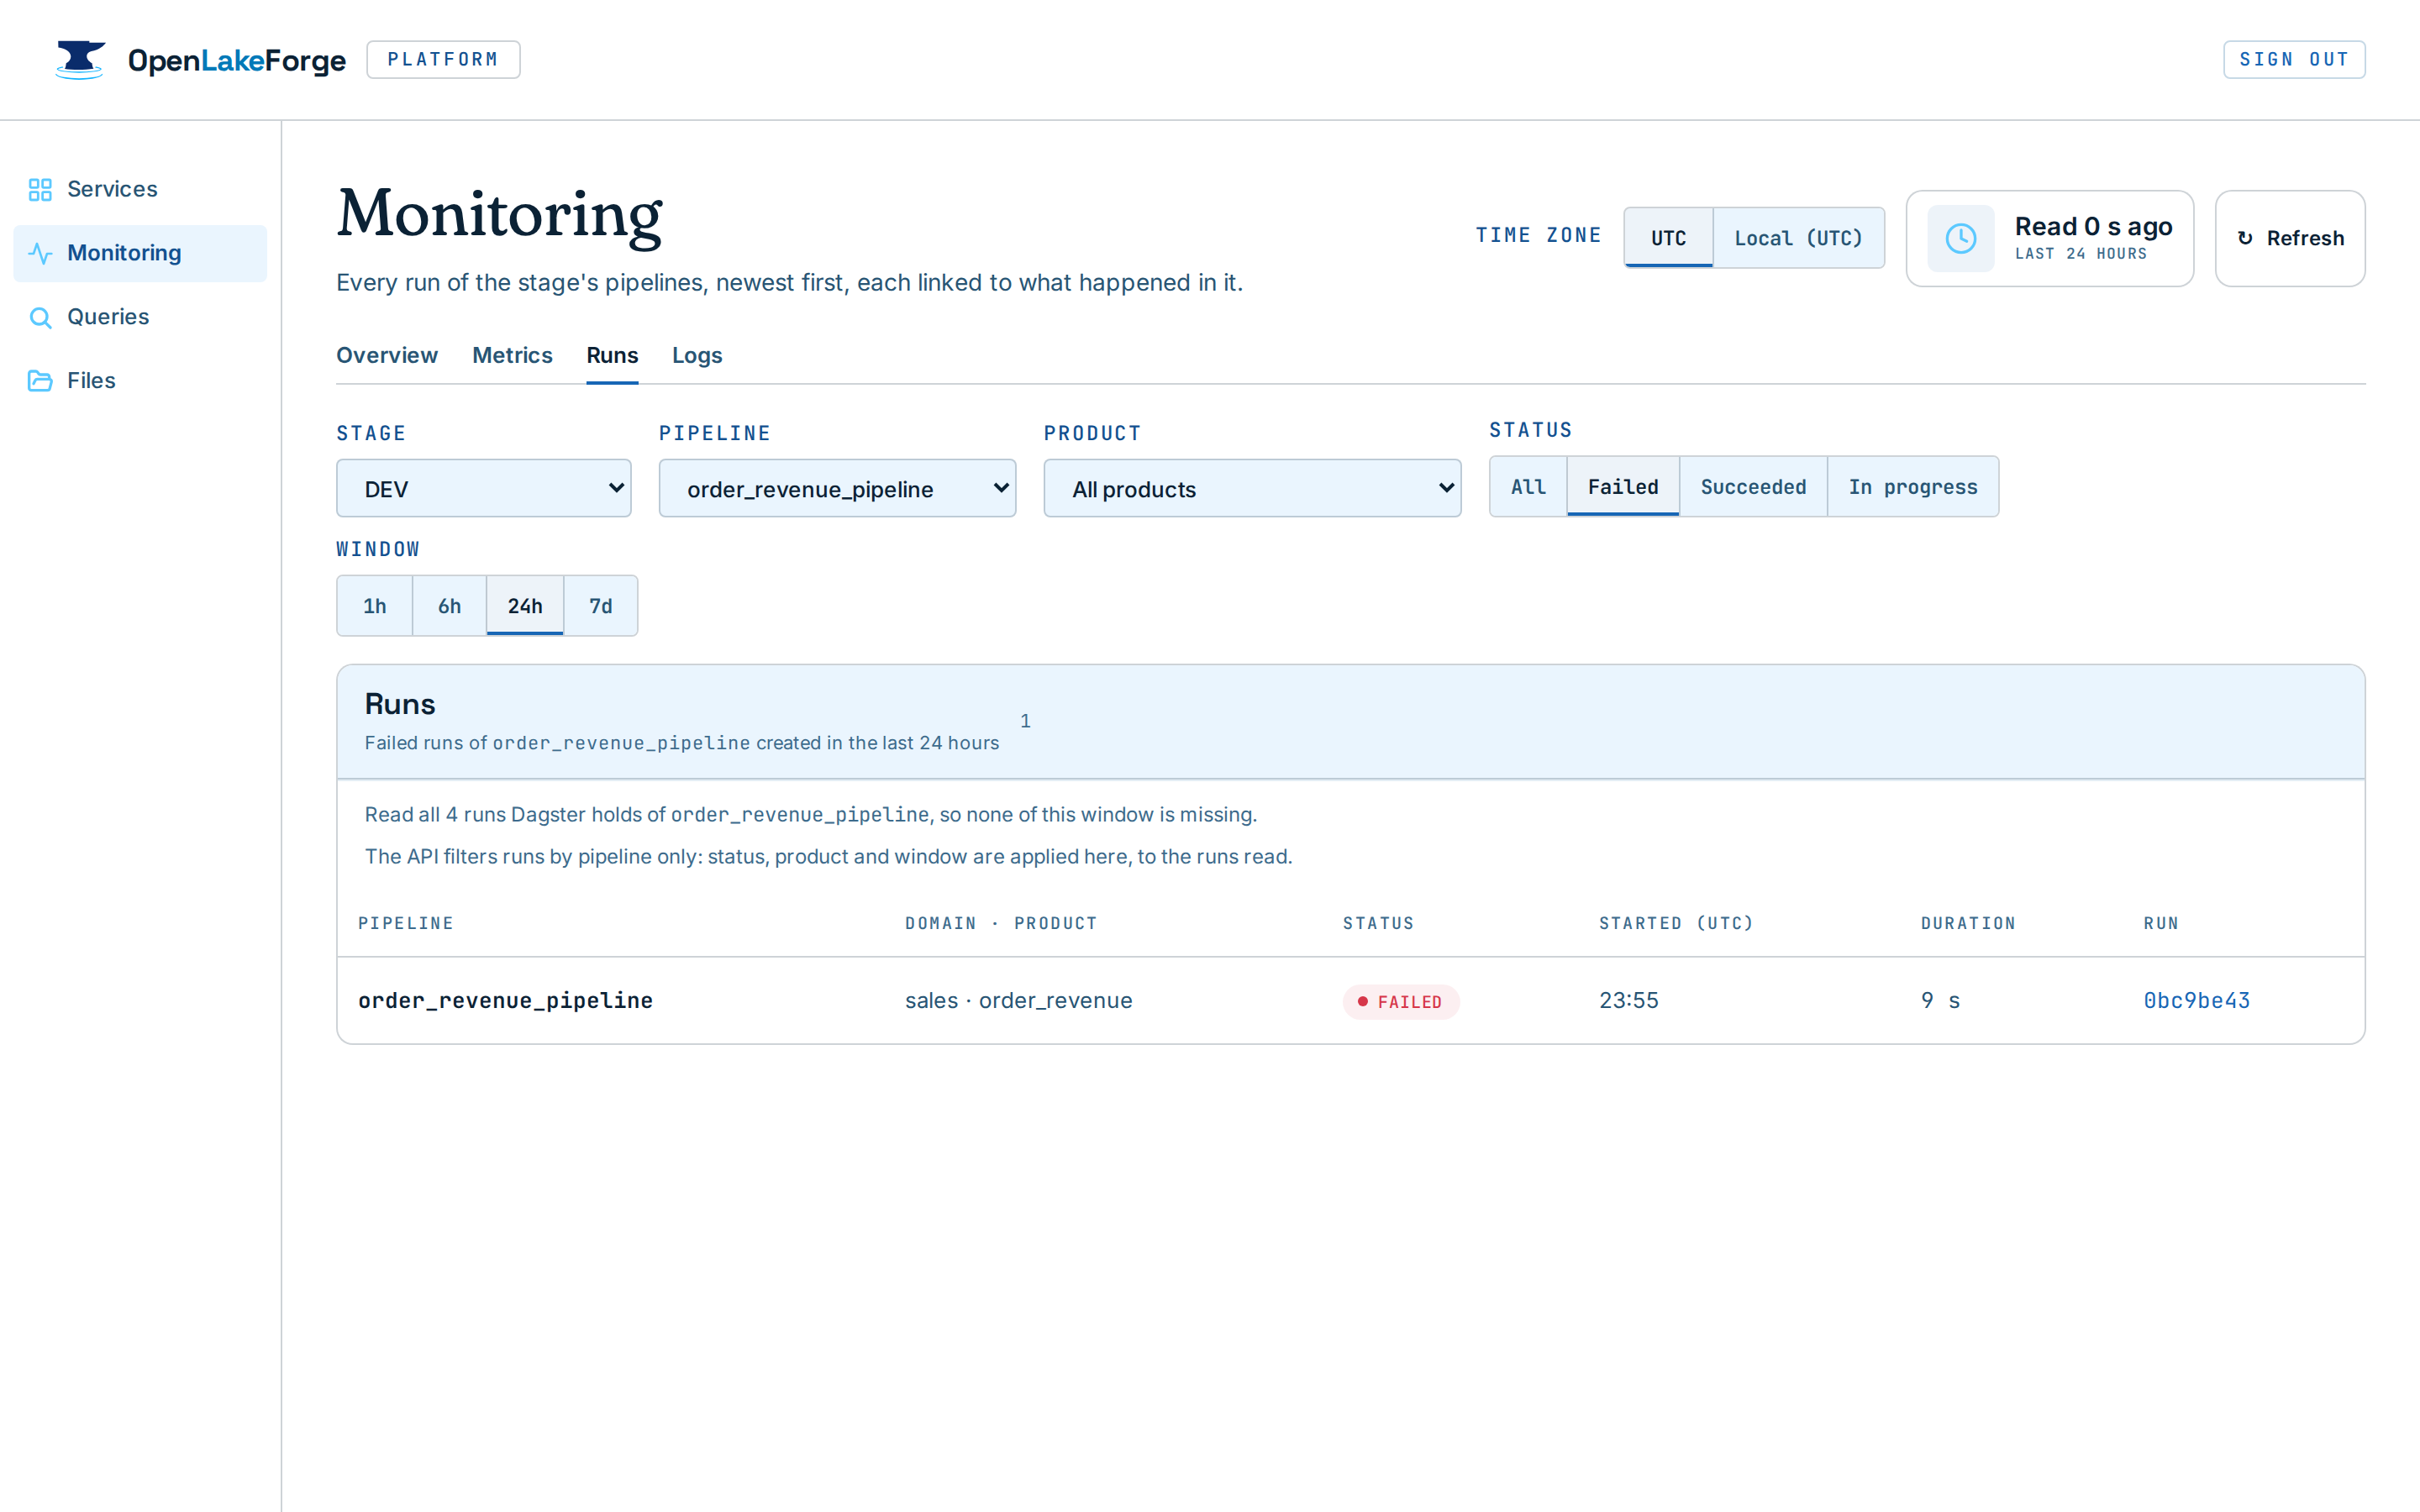 OpenLakeForge
PLATFORM
SIGN OUT
Services
Monitoring
Queries
Files
Monitoring
Every run of the stage's pipelines, newest first, each linked to what happened in it.
TIME ZONE
UTC
Local (UTC)
Read 0 s ago
LAST 24 HOURS
↻ Refresh
Overview
Metrics
Runs
Logs
STAGE
DEV
PIPELINE
order_revenue_pipeline
PRODUCT
All products
STATUS
All
Failed
Succeeded
In progress
WINDOW
1h
6h
24h
7d
Runs
Failed runs of order_revenue_pipeline created in the last 24 hours
1
Read all 4 runs Dagster holds of order_revenue_pipeline, so none of this window is missing.
The API filters runs by pipeline only: status, product and window are applied here, to the runs read.
PIPELINE DOMAIN · PRODUCT STATUS STARTED (UTC) DURATION RUN
order_revenue_pipeline sales · order_revenue FAILED 23:55 9 s 0bc9be43